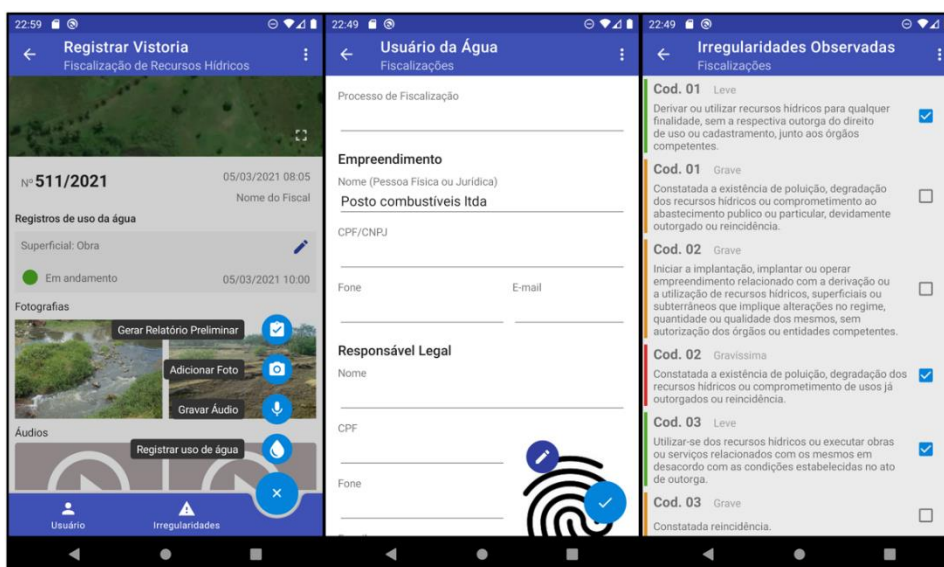 22:59
Registrar Vistoria
Fiscalização de Recursos Hídricos
Nº 511/2021
05/03/2021 08:05
Nome do Fiscal
Registros de uso da água
Superficial: Obra
Em andamento
05/03/2021 10:00
Fotografias
Gerar Relatório Preliminar
Adicionar Foto
Gravar Áudio
Áudios
Registrar uso de água
Usuário
Irregularidades
22:49
Usuário da Água
Fiscalizações
Processo de Fiscalização
Empreendimento
Nome (Pessoa Física ou Jurídica)
Posto combustíveis ltda
CPF/CNPJ
Fone
E-mail
Responsável Legal
Nome
CPF
Fone
22:49
Irregularidades Observadas
Fiscalizações
Cod. 01 Leve
Derivar ou utilizar recursos hídricos para qualquer
finalidade, sem a respectiva outorga do direito
de uso ou cadastramento, junto aos órgãos
competentes.
Cod. 01 Grave
Constatada a existência de poluição, degradação
dos recursos hídricos ou comprometimento ao
abastecimento publico ou particular, devidamente
outorgado ou reincidência.
Cod. 02 Grave
Iniciar a implantação, implantar ou operar
empreendimento relacionado com a derivação ou
a utilização de recursos hídricos, superficiais ou
subterrâneos que implique alterações no regime,
quantidade ou qualidade dos mesmos, sem
autorização dos órgãos ou entidades competentes.
Cod. 02 Gravíssima
Constatada a existência de poluição, degradação dos
recursos hídricos ou comprometimento de usos já
outorgados ou reincidência.
Cod. 03 Leve
Utilizar-se dos recursos hídricos ou executar obras
ou serviços relacionados com os mesmos em
desacordo com as condições estabelecidas no ato
de outorga.
Cod. 03 Grave
Constatada reincidência.